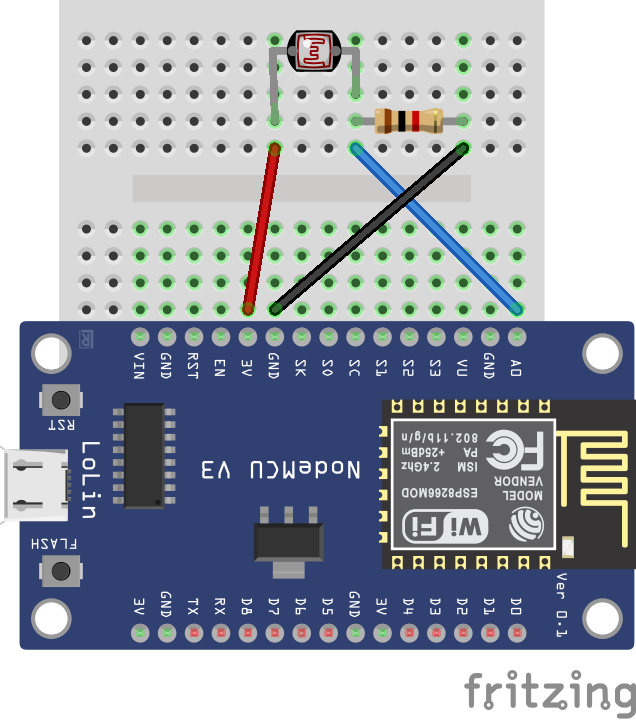 VIN GND RST EN 3V GND SK SO SC S1 S2 S3 VU GND AO
RST
LoLin
NodeMCU V3
802.11b/g/n
PA +25dBm
ISM 2.4GHz
FC
VENDOR
MODEL
ESP8266MOD
Wi Fi
FLASH
Ver 0.1
3V GND TX RX D8 D7 D6 D5 GND 3V D4 D3 D2 D1 D0
fritzing